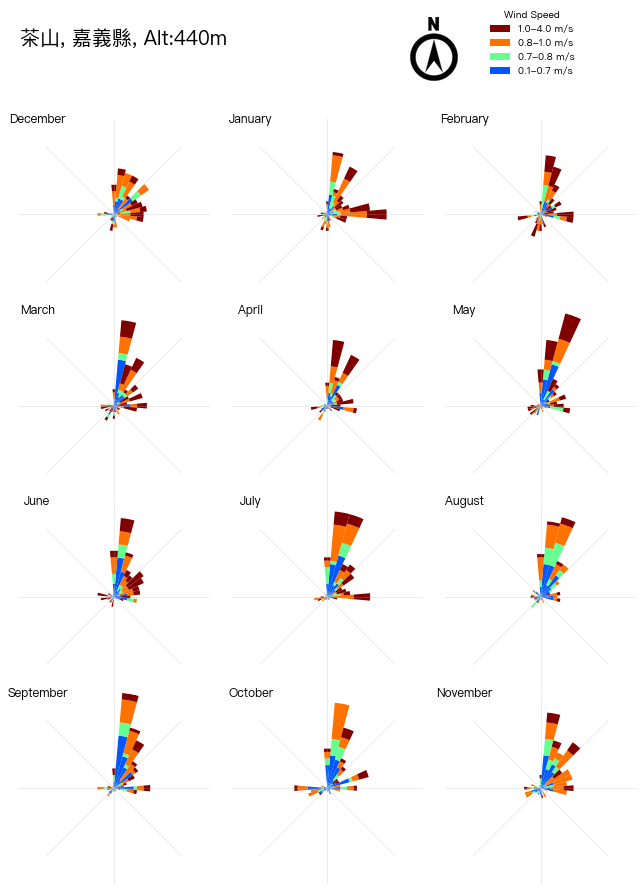 茶山, 嘉義縣, Alt:440m
N
Wind Speed
1.0–4.0 m/s
0.8–1.0 m/s
0.7–0.8 m/s
0.1–0.7 m/s
December
January
February
March
April
May
June
July
August
September
October
November